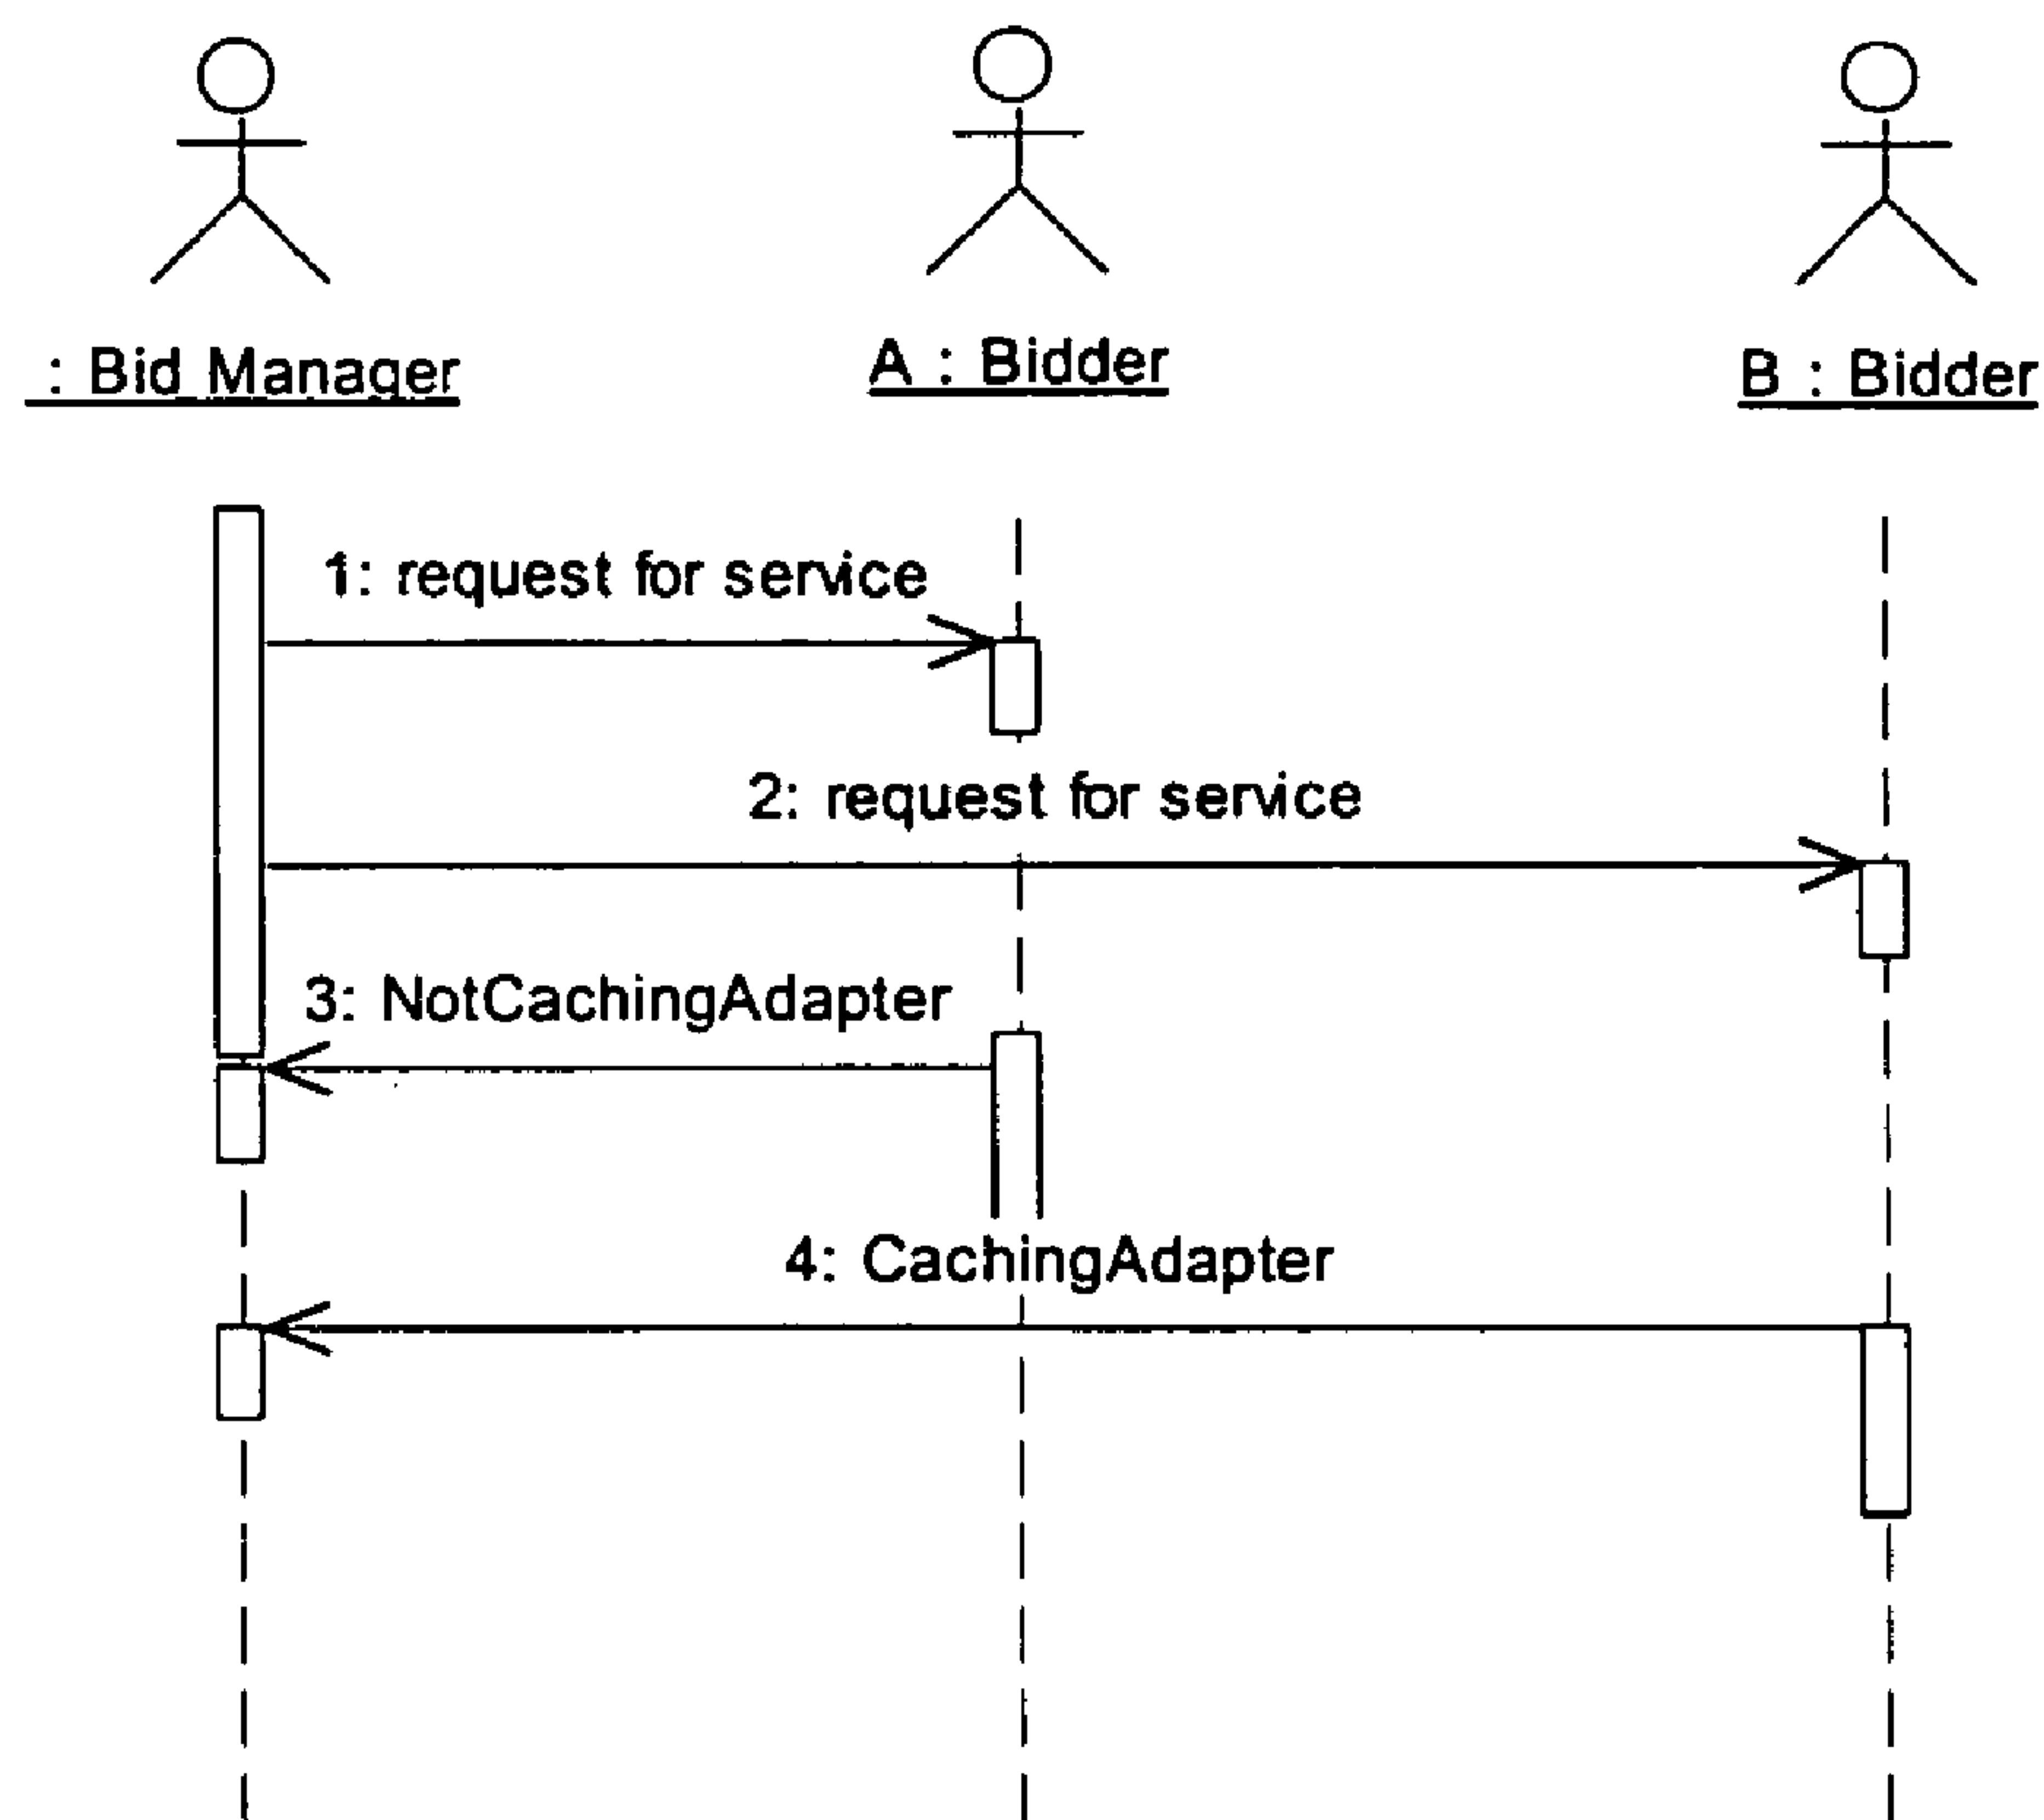 : Bid Manager
A : Bidder
B : Bidder
1: request for service
2: request for service
3: NotCachingAdapter
4: CachingAdapter